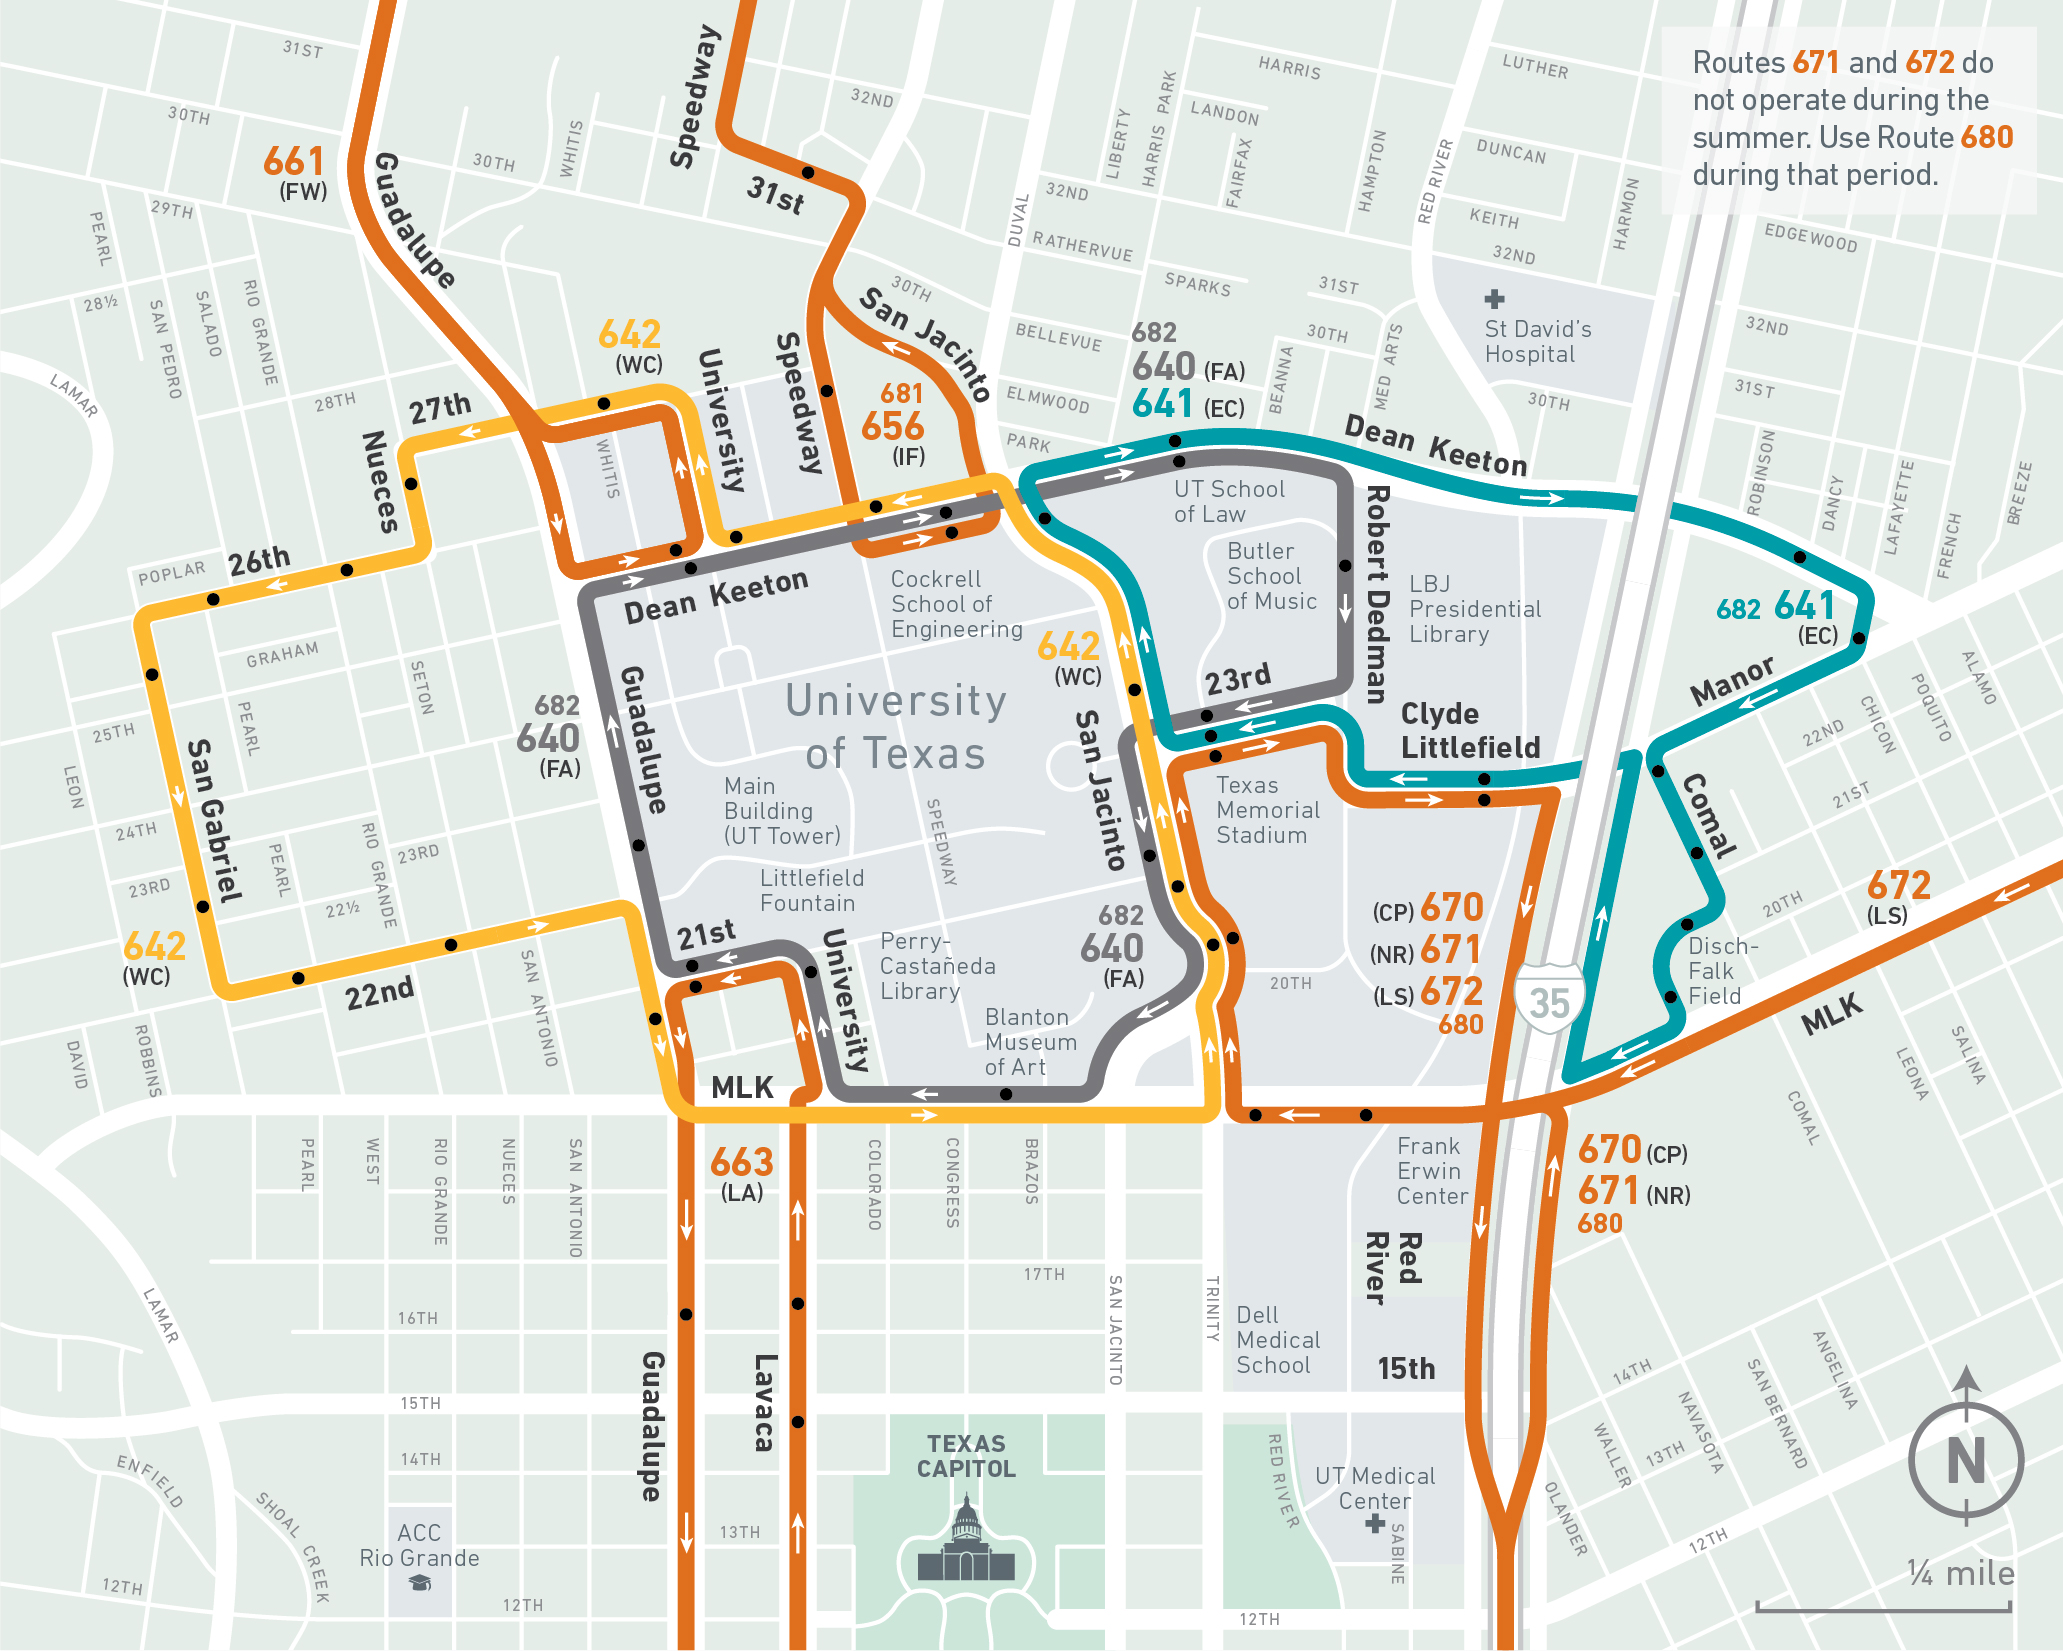 Routes 671 and 672 do
not operate during the
summer. Use Route 680
during that period.
31ST
30TH
29TH
PEARL
28½
SAN PEDRO
SALADO
RIO GRANDE
28TH
LAMAR
661
(FW)
Guadalupe
30TH
WHITIS
Speedway
31st
32ND
30TH
San Jacinto
DUVAL
LIBERTY
HARRIS PARK
HARRIS
LANDON
FAIRFAX
HAMPTON
RED RIVER
LUTHER
DUNCAN
KEITH
32ND
HARMON
32ND
RATHERVUE
SPARKS
31ST
30TH
BELLEVUE
ELMWOOD
PARK
BEANNA
MED ARTS
St David's
Hospital
30TH
EDGEWOOD
32ND
31ST
ROBINSON
DANCY
LAFAYETTE
FRENCH
BREEZE
642
(WC)
27th
Nueces
WHITIS
University
Speedway
681
656
(IF)
682
640 (FA)
641 (EC)
Dean Keeton
26th
POPLAR
GRAHAM
SETON
PEARL
25TH
LEON
24TH
23RD
San Gabriel
PEARL
RIO GRANDE
23RD
22½
642
(WC)
22nd
SAN ANTONIO
DAVID
ROBBINS
Dean Keeton
682
640
(FA)
Guadalupe
University
of Texas
Cockrell
School of
Engineering
642
(WC)
San Jacinto
Main
Building
(UT Tower)
Littlefield
Fountain
SPEEDWAY
21st
University
Perry-
Castañeda
Library
Blanton
Museum
of Art
682
640
(FA)
UT School
of Law
Butler
School
of Music
Robert Dedman
LBJ
Presidential
Library
23rd
Clyde
Littlefield
Texas
Memorial
Stadium
20TH
(CP) 670
(NR) 671
(LS) 672
680
35
682 641
(EC)
Manor
Comal
ALAMO
POQUITO
CHICON
22ND
21ST
20TH
672
(LS)
Disch-
Falk
Field
MLK
SALINA
LEONA
COMAL
MLK
663
(LA)
PEARL
WEST
RIO GRANDE
NUECES
SAN ANTONIO
COLORADO
CONGRESS
BRAZOS
17TH
SAN JACINTO
TRINITY
Frank
Erwin
Center
Red
River
670 (CP)
671 (NR)
680
LAMAR
16TH
15TH
14TH
ENFIELD
SHOAL CREEK
12TH
ACC
Rio Grande
12TH
Guadalupe
Lavaca
13TH
TEXAS
CAPITOL
Dell
Medical
School
15th
RED RIVER
UT Medical
Center
SABINE
12TH
14TH
ANGELINA
SAN BERNARD
NAVASOTA
13TH
WALLER
OLANDER
12TH
N
¼ mile